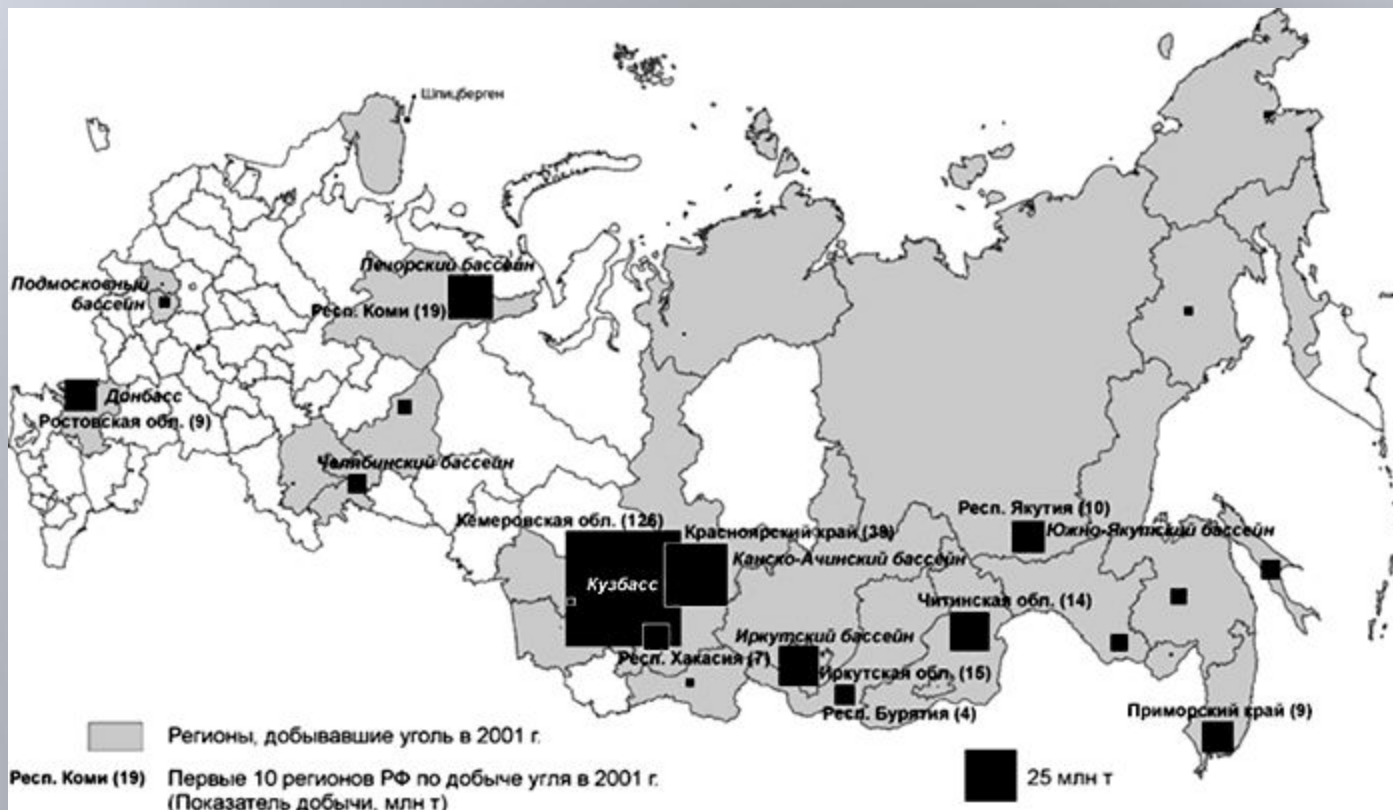 Шпицберген
Печорский бассейн
Подмосковный
бассейн
Респ. Коми (19)
Донбасс
Ростовская обл. (9)
Челябинский бассейн
Кемеровская обл. (126)
Красноярский край (38)
Респ. Якутия (10)
Южно-Якутский бассейн
Канско-Ачинский бассейн
Кузбасс
Читинская обл. (14)
Иркутский бассейн
Респ. Хакасия (7)
Иркутская обл. (15)
Респ. Бурятия (4)
Приморский край (9)
Регионы, добывавшие уголь в 2001 г.
Респ. Коми (19) Первые 10 регионов РФ по добыче угля в 2001 г.
(Показатель добычи, млн т)
25 млн т